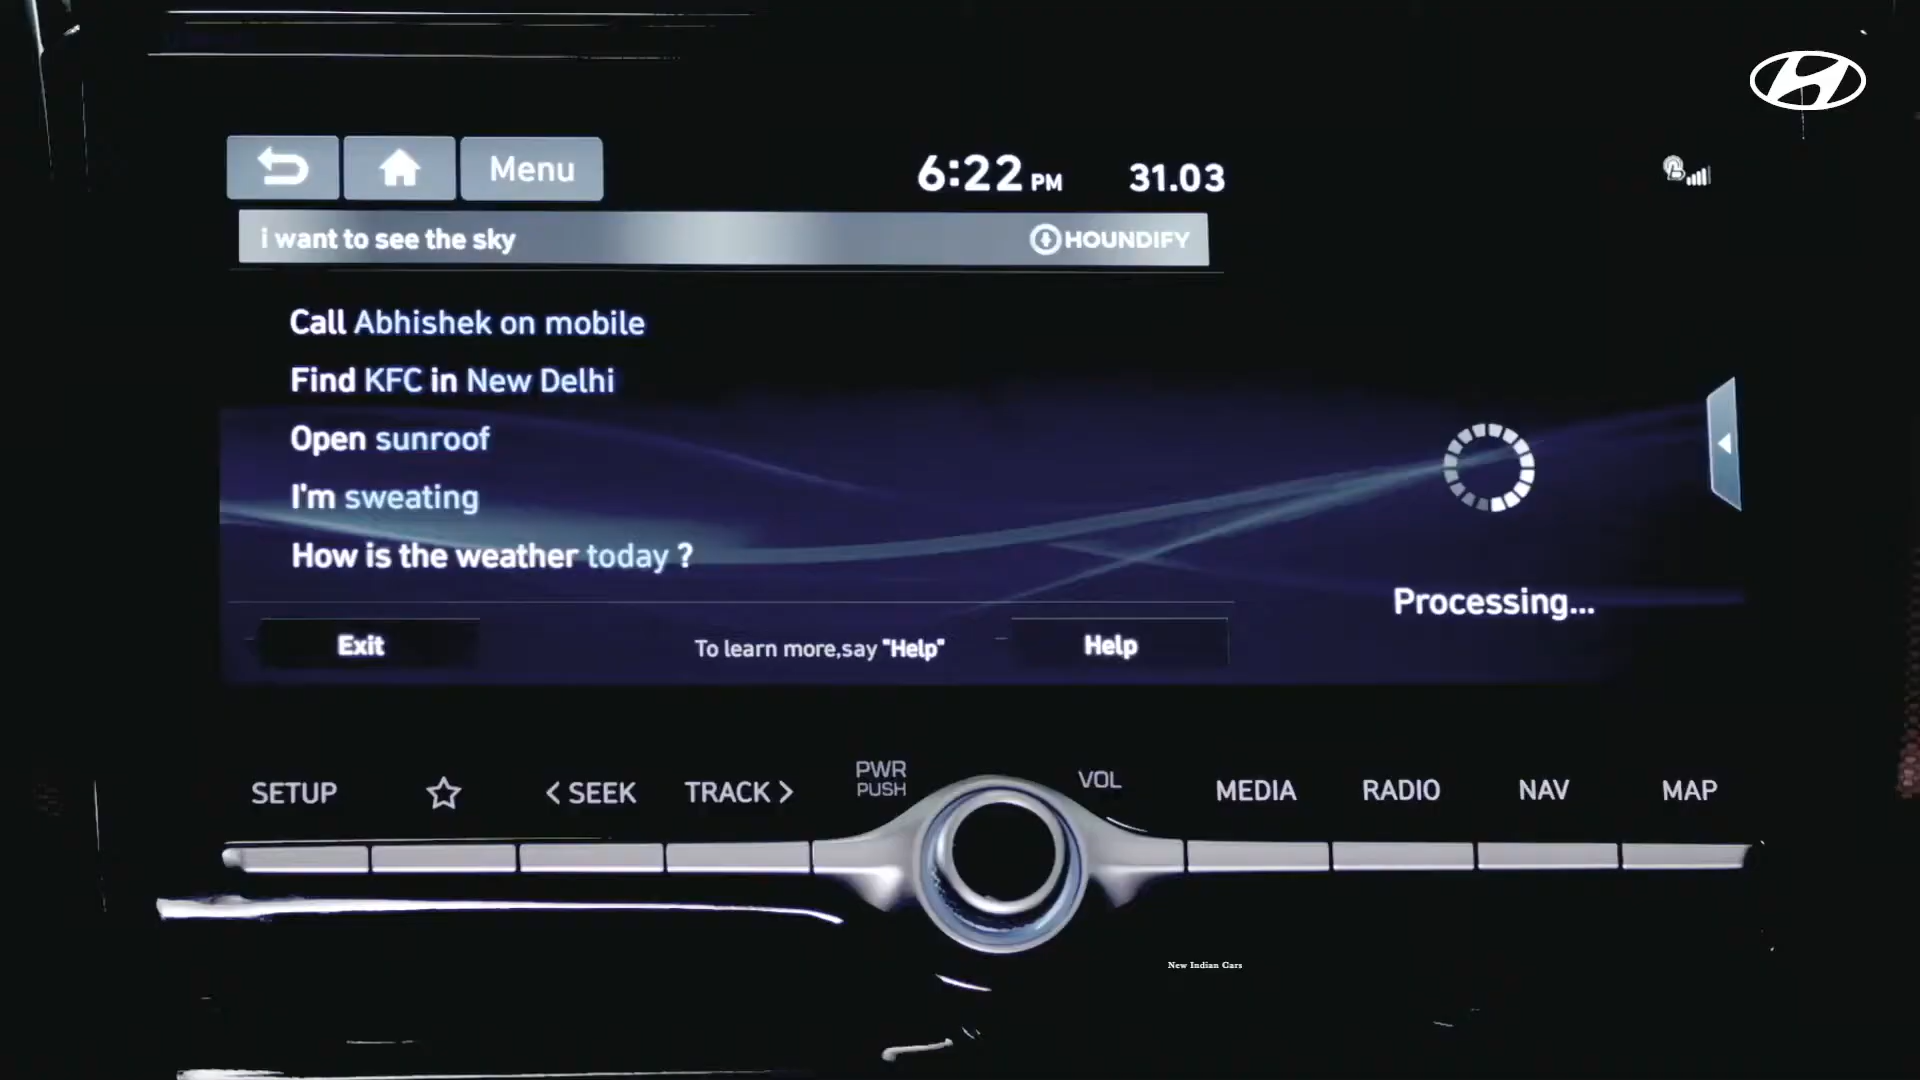 Menu
6:22 PM 31.03
i want to see the sky
HOUNDIFY
Call Abhishek on mobile
Find KFC in New Delhi
Open sunroof
I'm sweating
How is the weather today ?
Processing...
Exit
To learn more,say "Help"
Help
SETUP
< SEEK
TRACK >
PWR
PUSH
VOL
MEDIA
RADIO
NAV
MAP
New Indian Cars